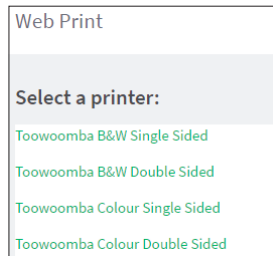 Web Print
Select a printer:
Toowoomba B&W Single Sided
Toowoomba B&W Double Sided
Toowoomba Colour Single Sided
Toowoomba Colour Double Sided